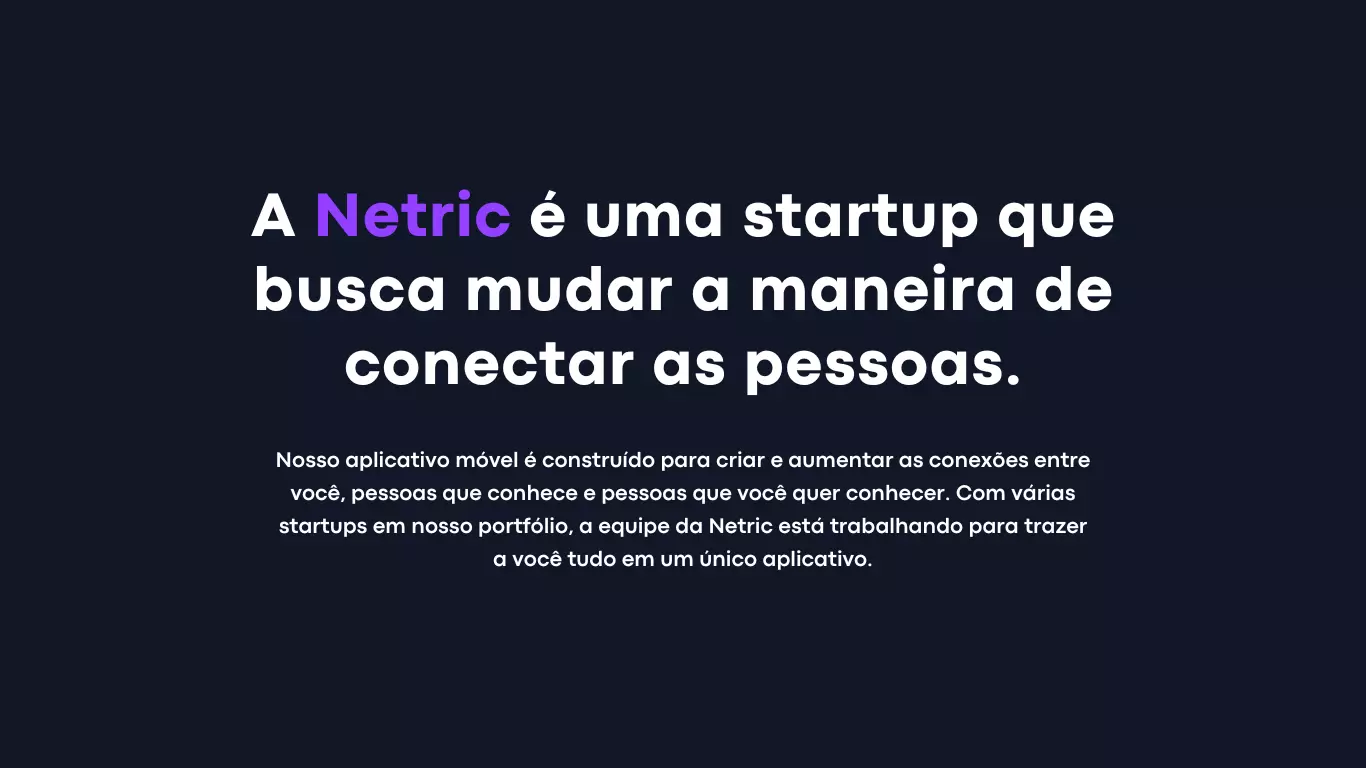 A Netric é uma startup que
busca mudar a maneira de
conectar as pessoas.
Nosso aplicativo móvel é construído para criar e aumentar as conexões entre
você, pessoas que conhece e pessoas que você quer conhecer. Com várias
startups em nosso portfólio, a equipe da Netric está trabalhando para trazer
a você tudo em um único aplicativo.